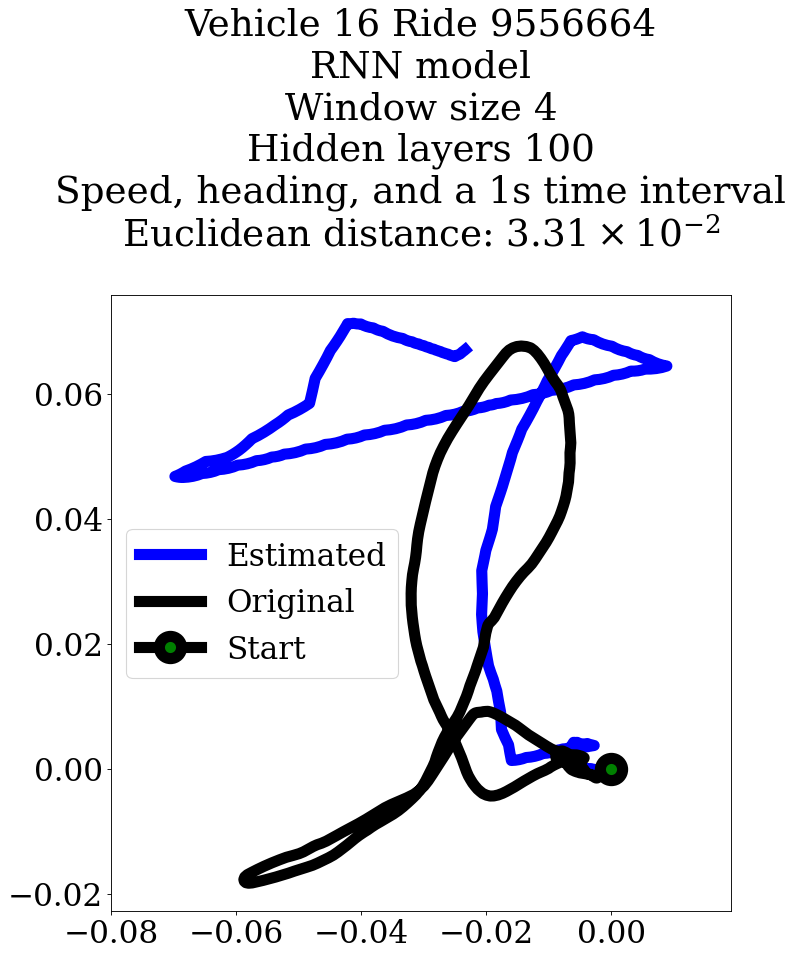 Vehicle 16 Ride 9556664
RNN model
Window size 4
Hidden layers 100
Speed, heading, and a 1s time interval
Euclidean distance: 3.31 × 10⁻²
0.06
0.04
Estimated
Original
0.02
Start
0.00
−0.02
−0.08 −0.06 −0.04 −0.02 0.00